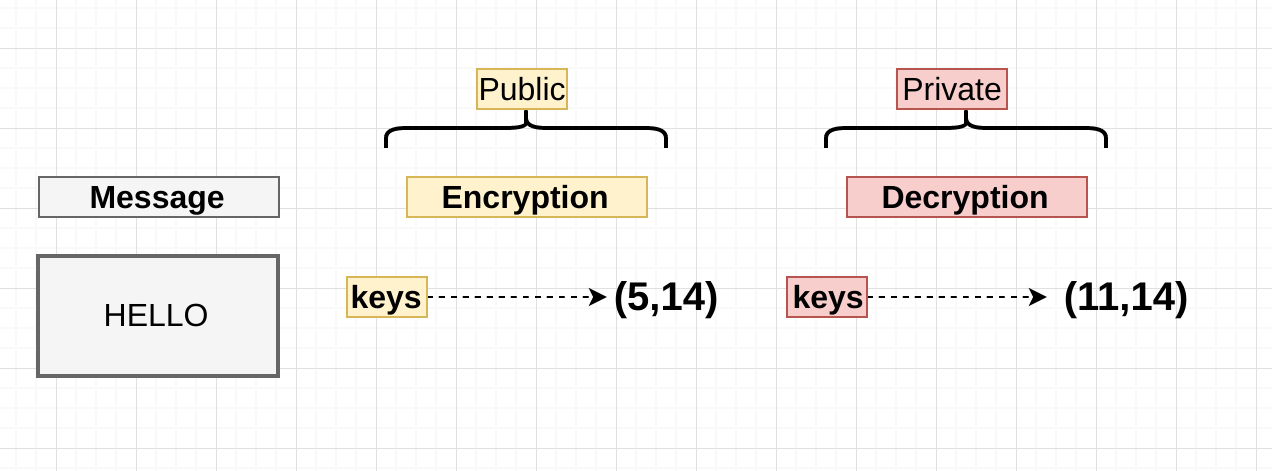 Public
Private
Message
Encryption
Decryption
HELLO
keys
(5,14)
keys
(11,14)